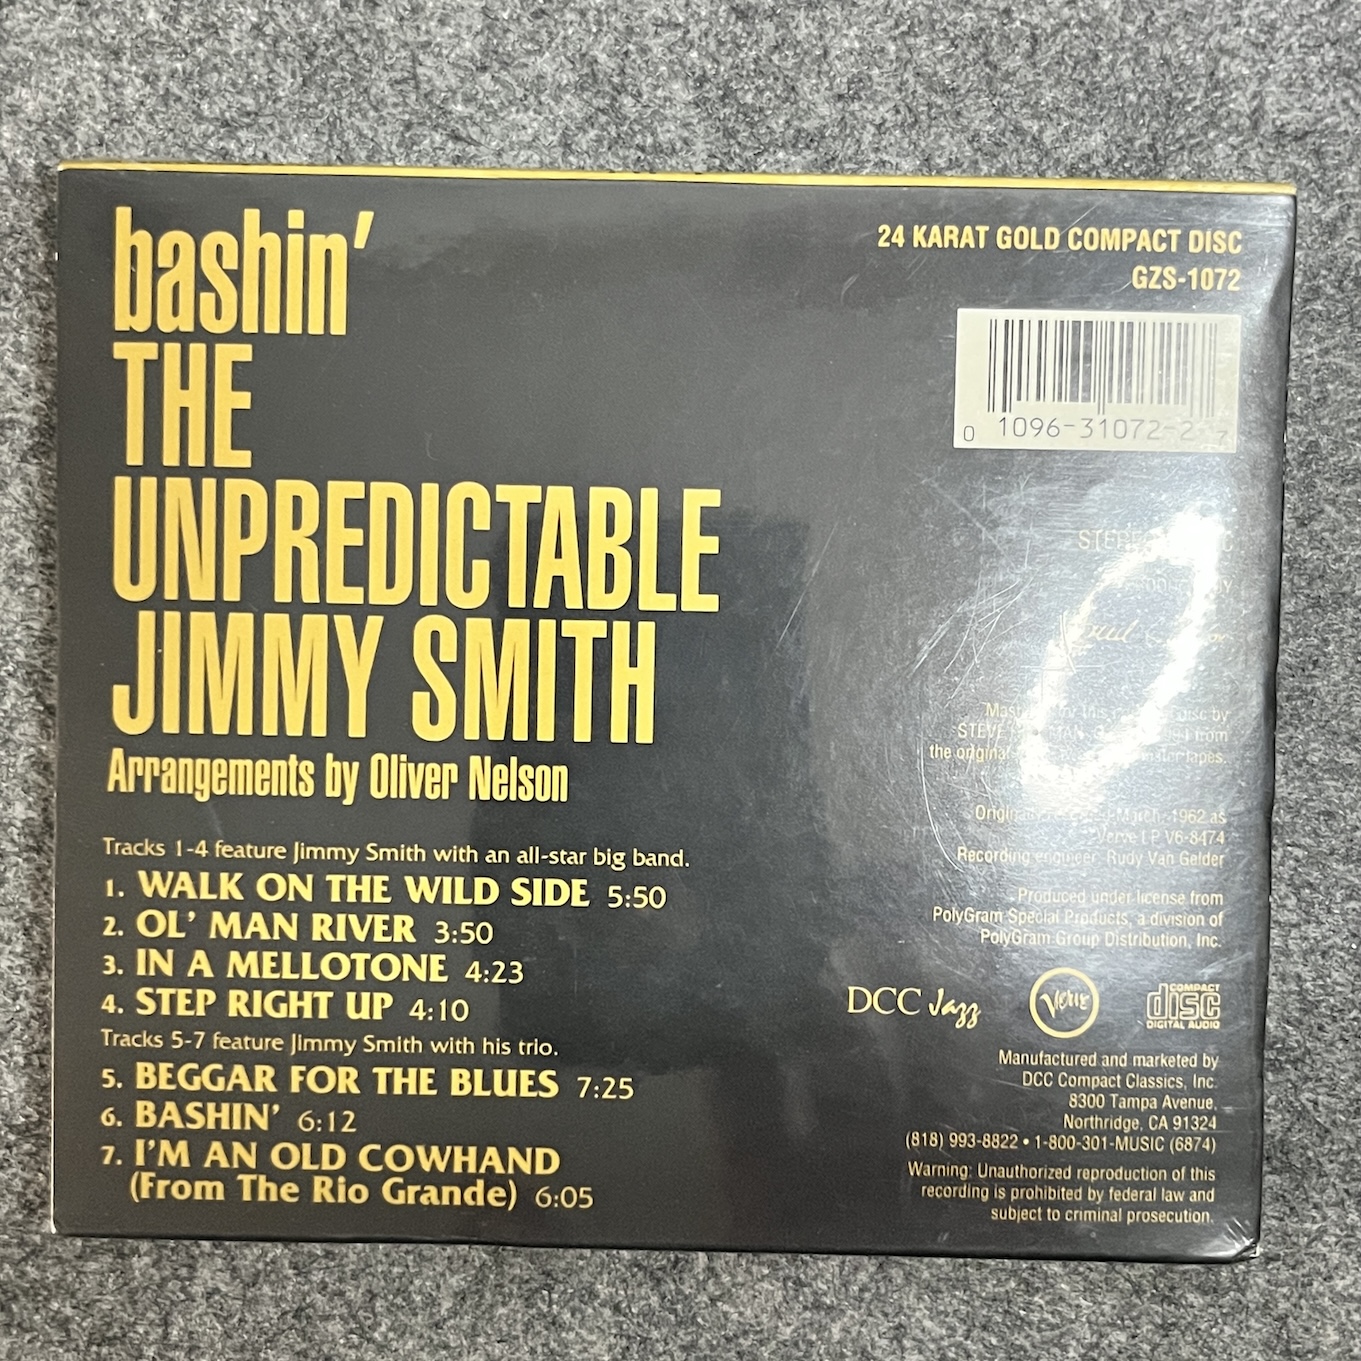 bashin'
THE
UNPREDICTABLE
JIMMY SMITH
Arrangements by Oliver Nelson
Tracks 1-4 feature Jimmy Smith with an all-star big band.
1. WALK ON THE WILD SIDE 5:50
2. OL' MAN RIVER 3:50
3. IN A MELLOTONE 4:23
4. STEP RIGHT UP 4:10
Tracks 5-7 feature Jimmy Smith with his trio.
5. BEGGAR FOR THE BLUES 7:25
6. BASHIN' 6:12
7. I'M AN OLD COWHAND
(From The Rio Grande) 6:05
24 KARAT GOLD COMPACT DISC
GZS-1072
0 1096-31072-2 7
disc by
STEVE from
the original tapes.
March, 1962 as
Verve LP V6-8474
Recording engineer: Rudy Van Gelder
Produced under license from
PolyGram Special Products, a division of
PolyGram Group Distribution, Inc.
DCC Jazz
Verve
COMPACT
disc
DIGITAL AUDIO
Manufactured and marketed by
DCC Compact Classics, Inc.
8300 Tampa Avenue,
Northridge, CA 91324
(818) 993-8822 • 1-800-301-MUSIC (6874)
Warning: Unauthorized reproduction of this
recording is prohibited by federal law and
subject to criminal prosecution.